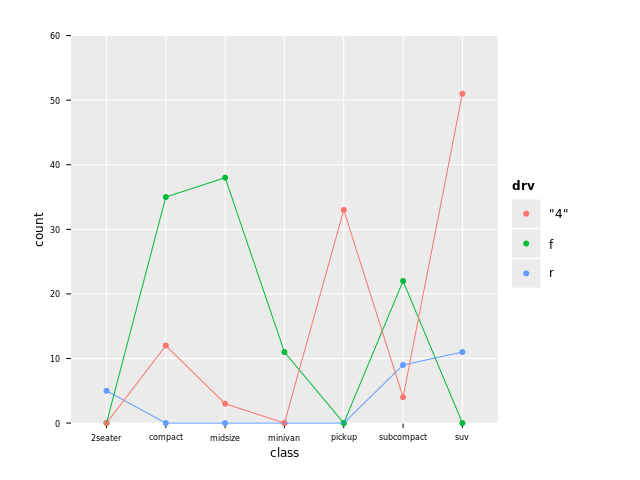 60
50
40
30
20
10
0
count
2seater compact midsize minivan pickup subcompact suv
class
drv
"4"
f
r